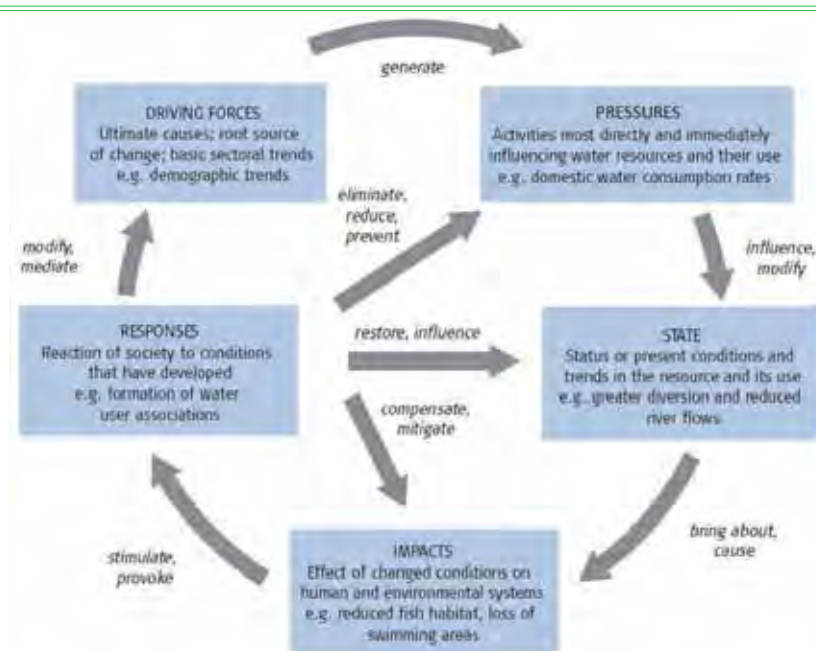 generate
DRIVING FORCES
Ultimate causes; root source
of change; basic sectoral trends
e.g. demographic trends
PRESSURES
Activities most directly and immediately
influencing water resources and their use
e.g. domestic water consumption rates
eliminate,
reduce,
prevent
modify,
mediate
influence,
modify
RESPONSES
Reaction of society to conditions
that have developed
e.g. formation of water
user associations
restore, influence
STATE
Status or present conditions and
trends in the resource and its use
e.g., greater diversion and reduced
river flows
compensate,
mitigate
stimulate,
provoke
bring about,
cause
IMPACTS
Effect of changed conditions on
human and environmental systems
e.g. reduced fish habitat, loss of
swimming areas